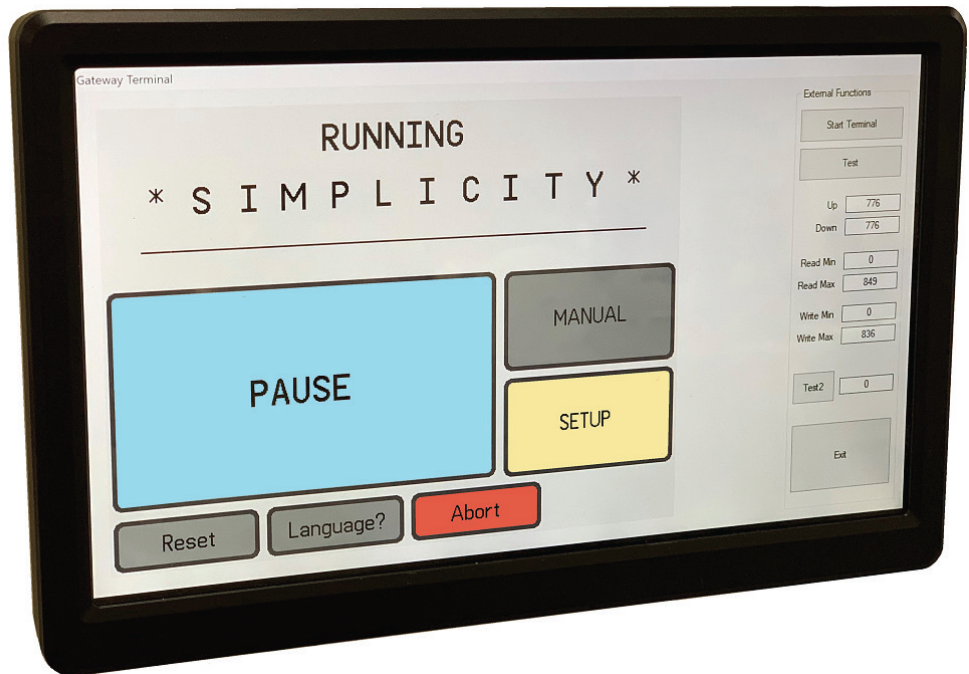 Gateway Terminal
RUNNING
* S I M P L I C I T Y *
PAUSE
MANUAL
SETUP
Reset
Language?
Abort
External Functions
Start Terminal
Test
Up 776
Down 776
Read Min 0
Read Max 849
Write Min 0
Write Max 836
Test2 0
Exit